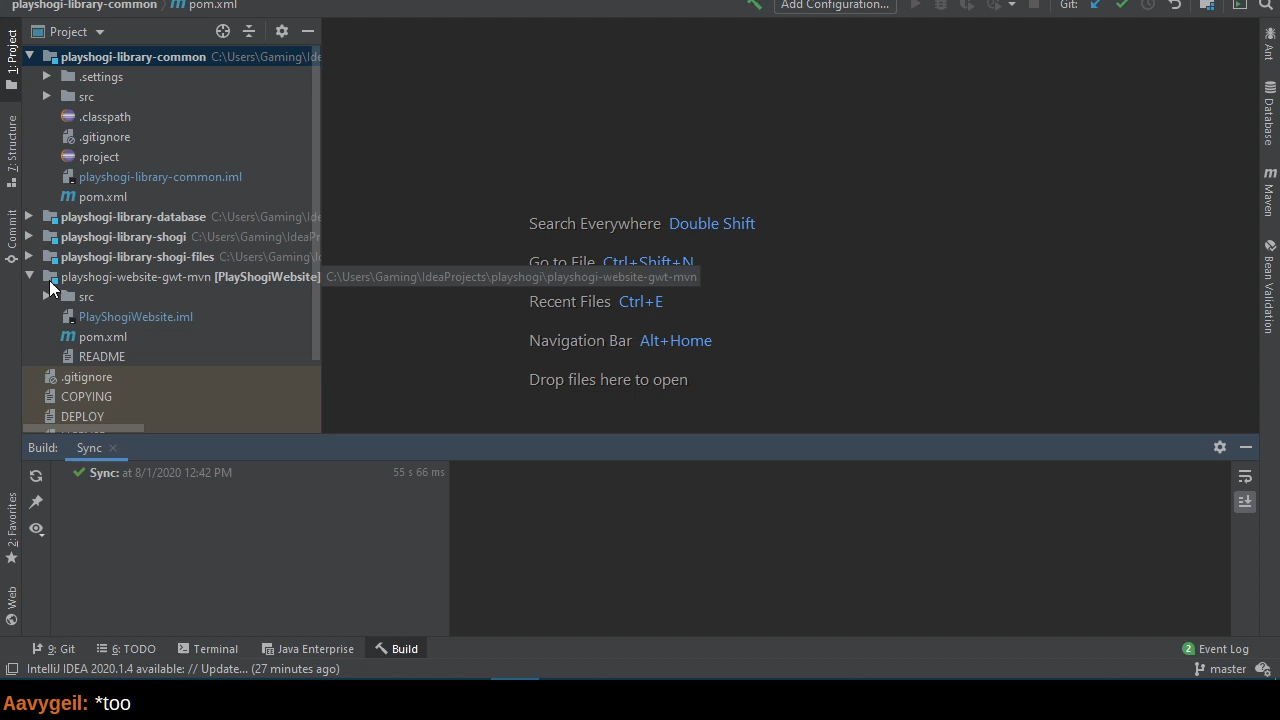 playshogi-library-common pom.xml
Add Configuration... Git:
Project
playshogi-library-common C:\Users\Gaming\Ide
.settings
src
.classpath
.gitignore
.project
playshogi-library-common.iml
pom.xml
playshogi-library-database C:\Users\Gaming\Ide
playshogi-library-shogi C:\Users\Gaming\IdeaPr
playshogi-library-shogi-files C:\Users\Gaming\
playshogi-website-gwt-mvn [PlayShogiWebsite] C:\Users\Gaming\IdeaProjects\playshogi\playshogi-website-gwt-mvn
src
PlayShogiWebsite.iml
pom.xml
README
.gitignore
COPYING
DEPLOY
1: Project
7: Structure
Commit
2: Favorites
Web
Search Everywhere Double Shift
Go to File Ctrl+Shift+N
Recent Files Ctrl+E
Navigation Bar Alt+Home
Drop files here to open
Ant
Database
Maven
Bean Validation
Build: Sync
Sync: at 8/1/2020 12:42 PM 55 s 66 ms
9: Git 6: TODO Terminal Java Enterprise Build 2 Event Log
IntelliJ IDEA 2020.1.4 available: // Update... (27 minutes ago) master
Aavygeil: *too